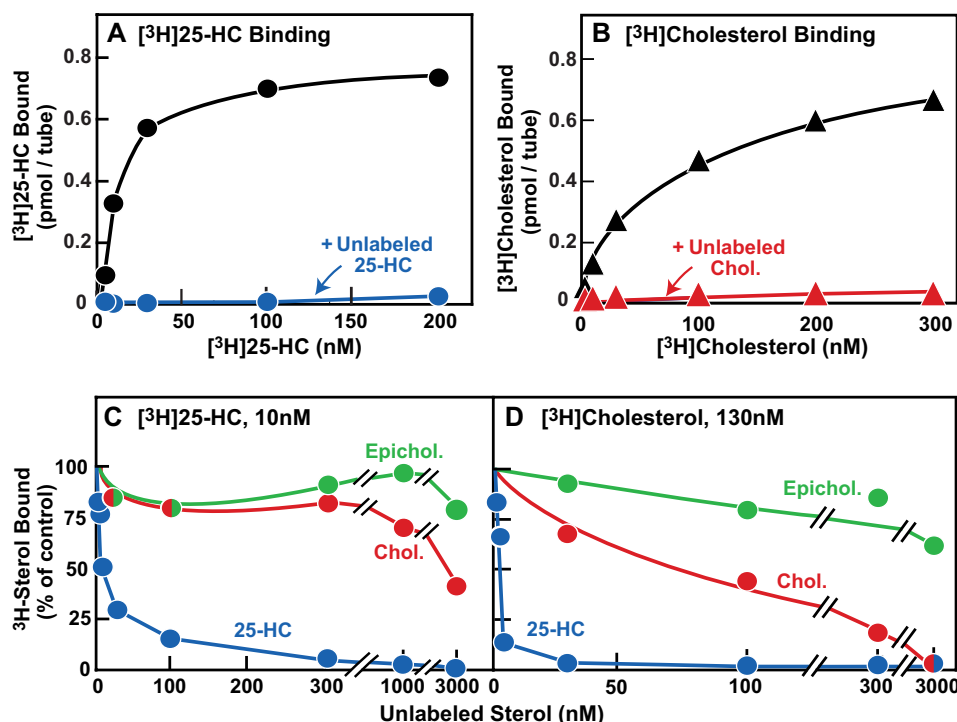 A [³H]25-HC Binding
[³H]25-HC Bound
(pmol / tube)
0.8
0.6
0.4
0.2
0
+ Unlabeled
25-HC
0 50 100 150 200
[³H]25-HC (nM)
B [³H]Cholesterol Binding
[³H]Cholesterol Bound
(pmol / tube)
0.8
0.6
0.4
0.2
0
+ Unlabeled
Chol.
0 100 200 300
[³H]Cholesterol (nM)
C [³H]25-HC, 10nM
³H-Sterol Bound
(% of control)
100
75
50
25
0
Epichol.
Chol.
25-HC
0 100 200 300 1000 3000
D [³H]Cholesterol, 130nM
Epichol.
Chol.
25-HC
0 50 100 300 3000
Unlabeled Sterol (nM)